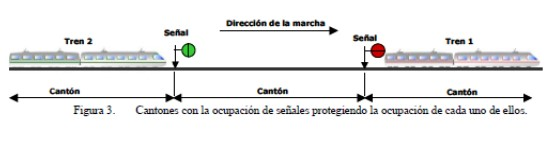 Dirección de la marcha
Tren 2
Señal
Señal
Tren 1
Cantón
Cantón
Cantón
Figura 3. Cantones con la ocupación de señales protegiendo la ocupación de cada uno de ellos.